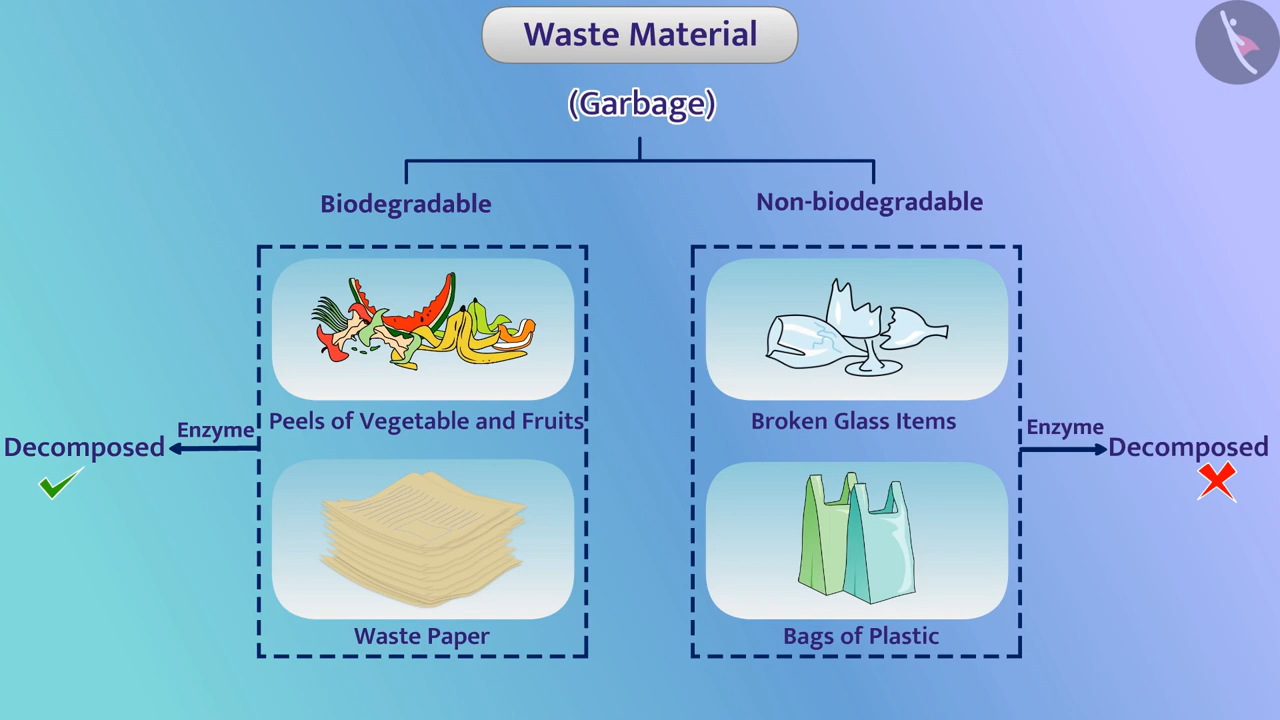 Waste Material
(Garbage)
Biodegradable
Non-biodegradable
Peels of Vegetable and Fruits
Broken Glass Items
Enzyme
Decomposed
Enzyme
Decomposed
Waste Paper
Bags of Plastic